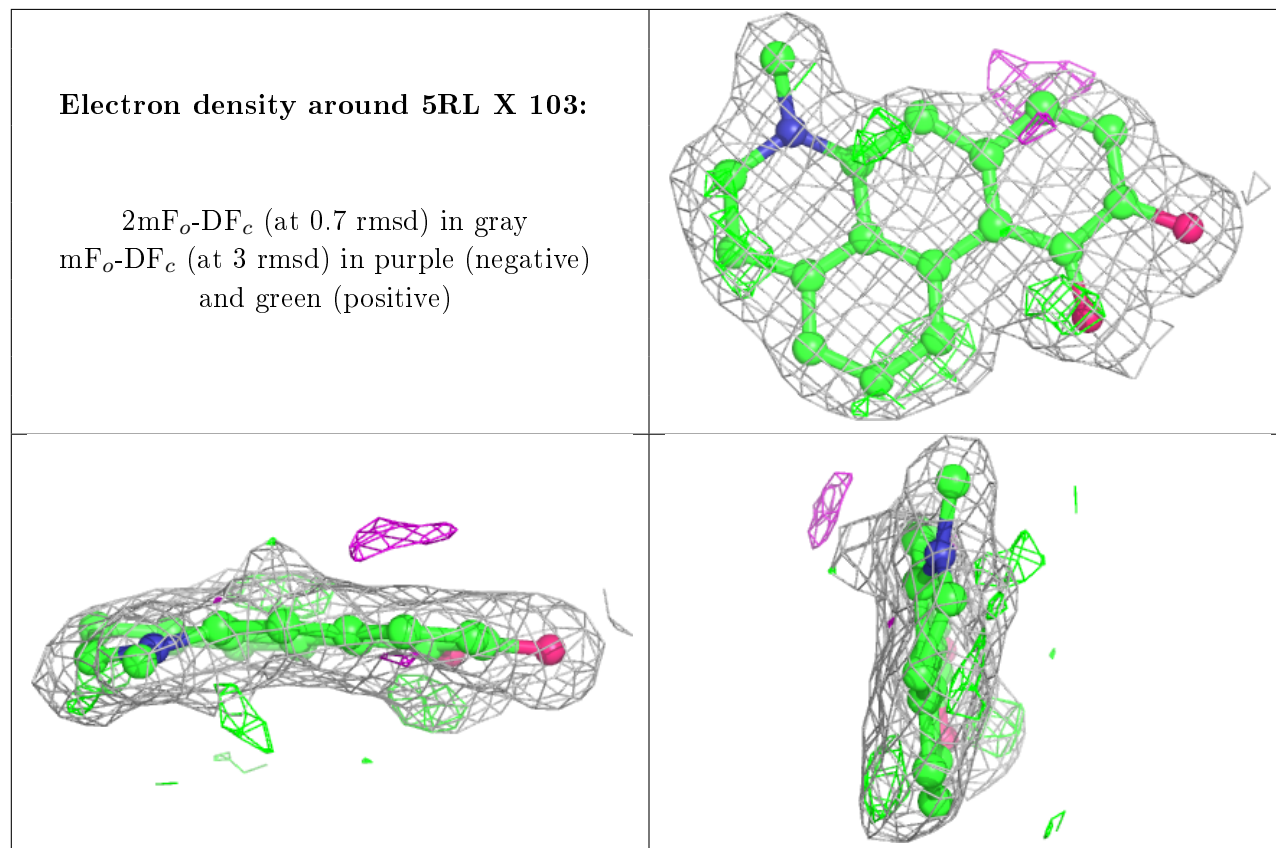 Electron density around 5RL X 103:
2mFo-DFc (at 0.7 rmsd) in gray
mFo-DFc (at 3 rmsd) in purple (negative)
and green (positive)